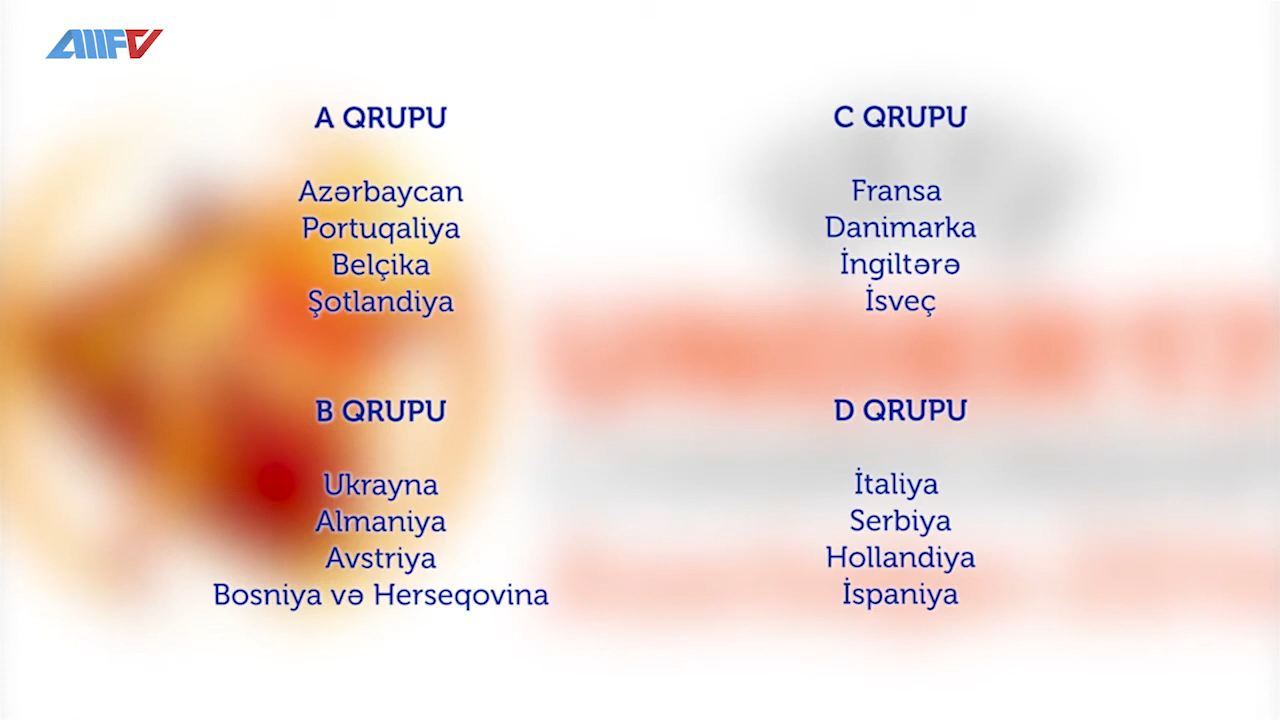 A QRUPU
Azərbaycan
Portuqaliya
Belçika
Şotlandiya
B QRUPU
Ukrayna
Almaniya
Avstriya
Bosniya və Herseqovina
C QRUPU
Fransa
Danimarka
İngiltərə
İsveç
D QRUPU
İtaliya
Serbiya
Hollandiya
İspaniya